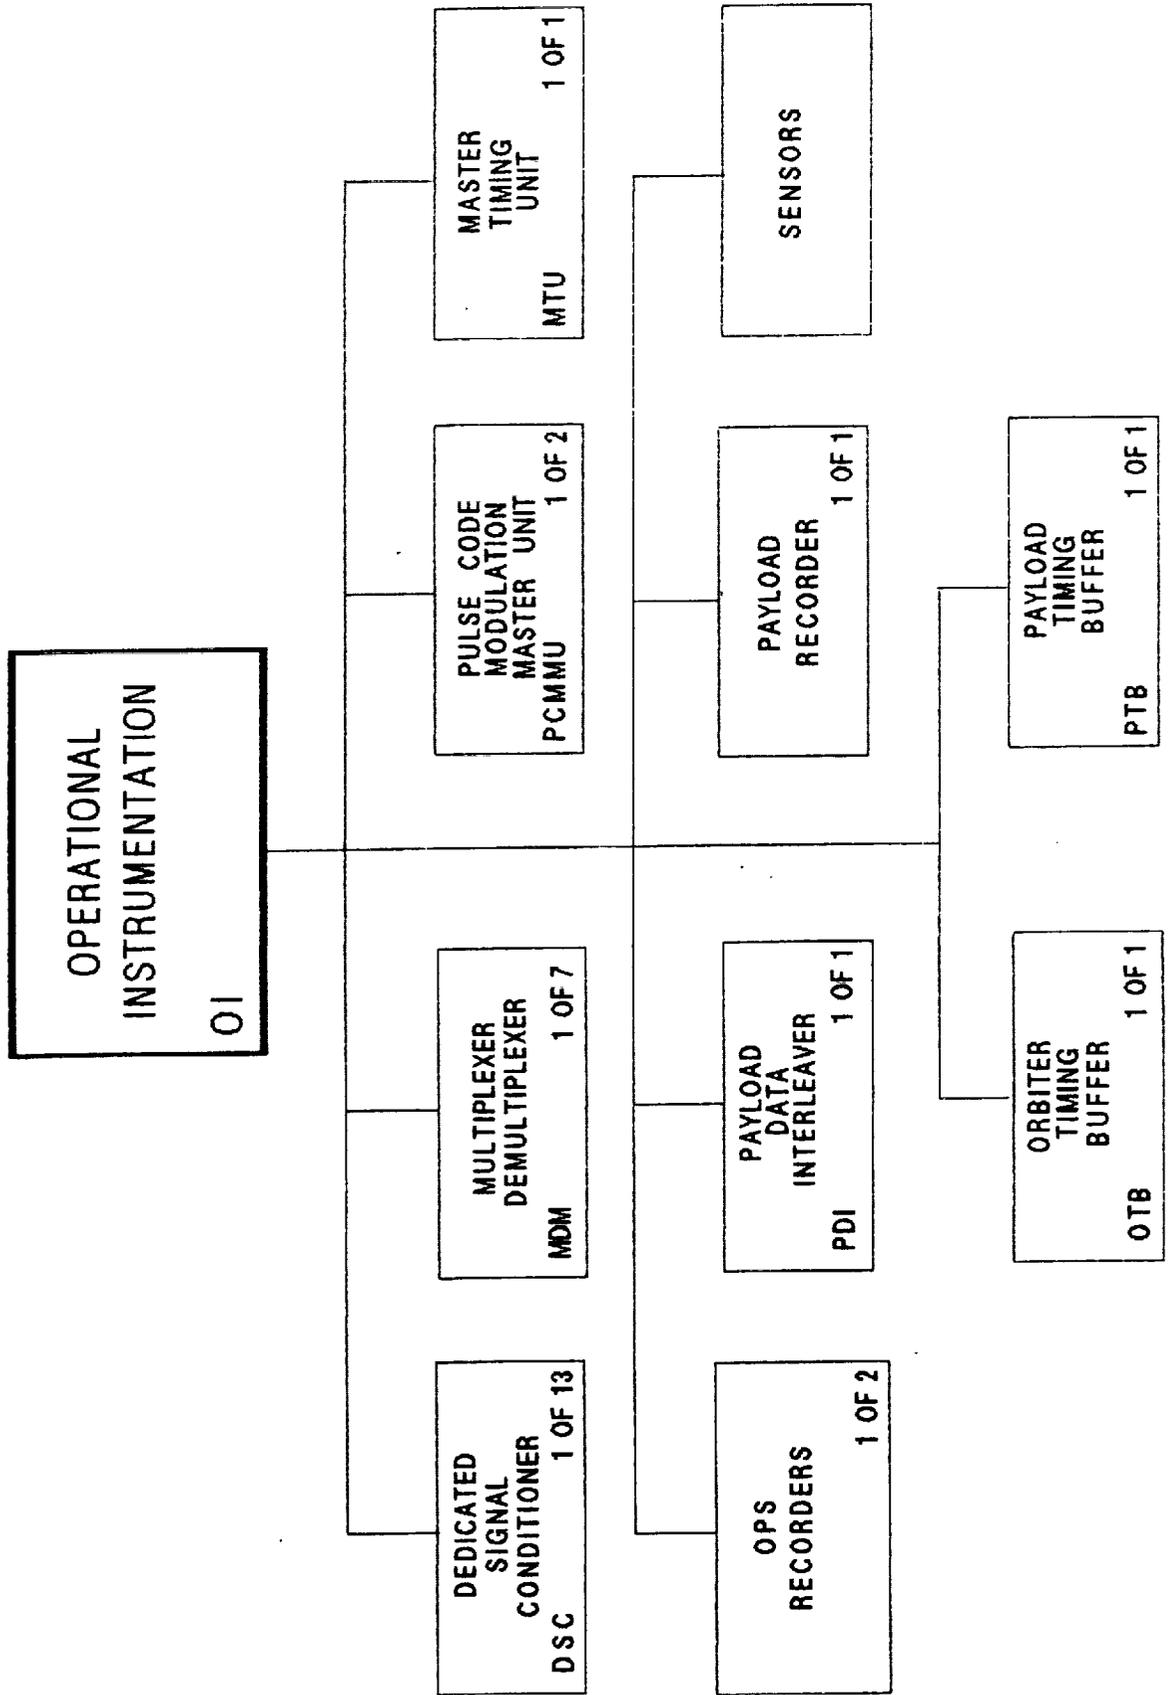 OPERATIONAL
INSTRUMENTATION
OI
DEDICATED
SIGNAL
CONDITIONER
DSC 1 OF 13
MULTIPLEXER
DEMULTIPLEXER
MDM 1 OF 7
PULSE CODE
MODULATION
MASTER UNIT
PCMMU 1 OF 2
MASTER
TIMING
UNIT
MTU 1 OF 1
OPS
RECORDERS
1 OF 2
PAYLOAD
DATA
INTERLEAVER
PDI 1 OF 1
PAYLOAD
RECORDER
1 OF 1
SENSORS
ORBITER
TIMING
BUFFER
OTB 1 OF 1
PAYLOAD
TIMING
BUFFER
PTB 1 OF 1